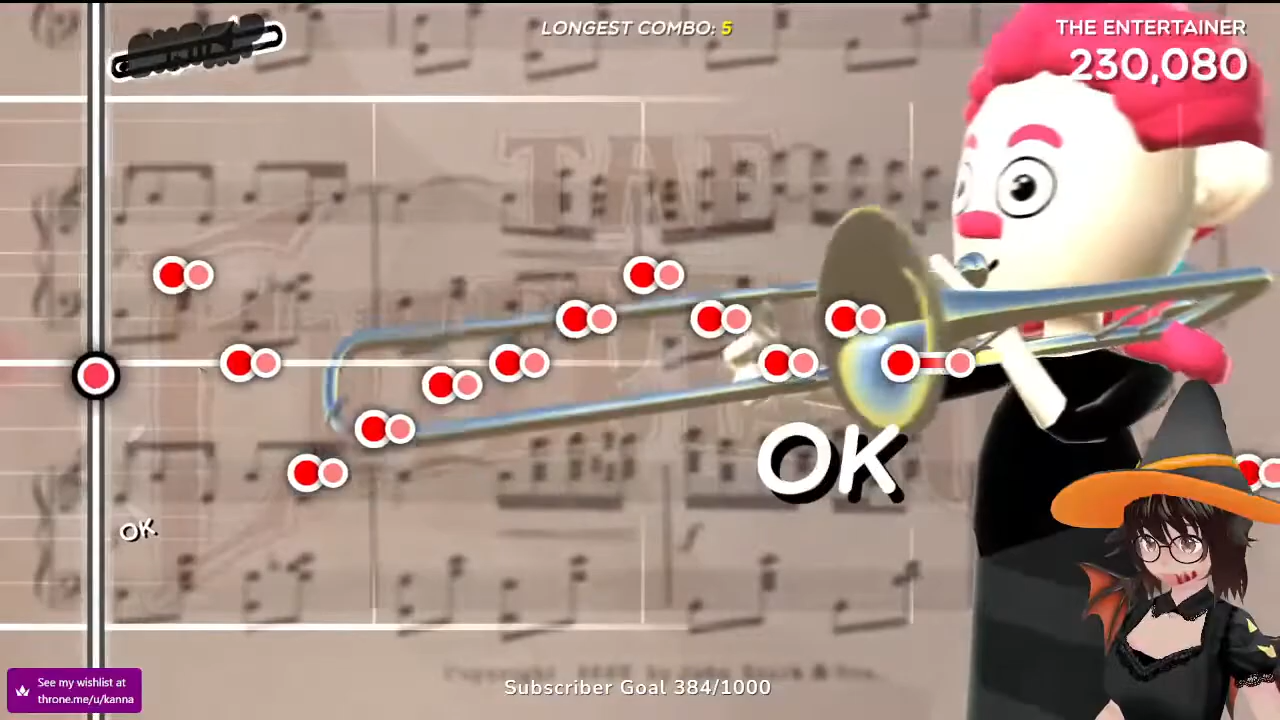 LONGEST COMBO: 5
THE ENTERTAINER
230,080
OK
OK
See my wishlist at
throne.me/u/kanna
Subscriber Goal 384/1000